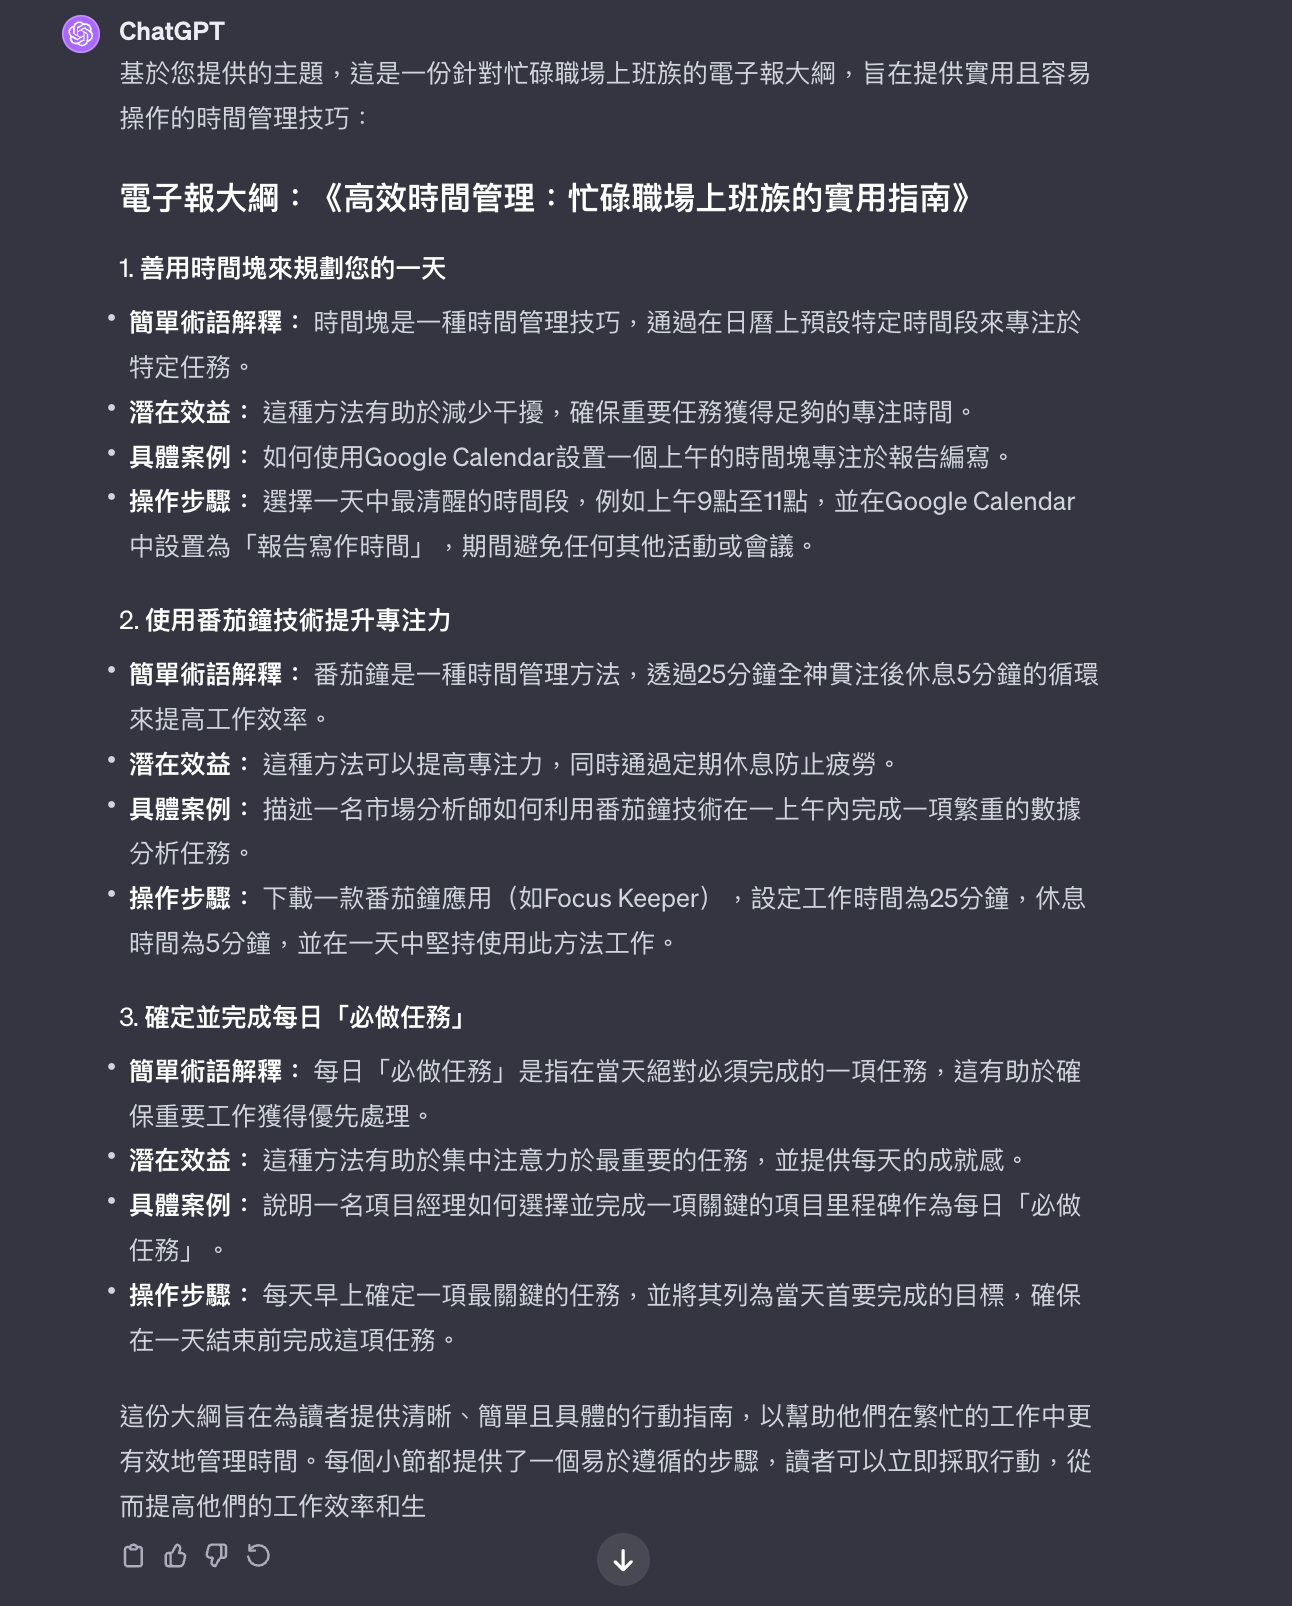 ChatGPT
基於您提供的主題，這是一份針對忙碌職場上班族的電子報大綱，旨在提供實用且容易
操作的時間管理技巧：
電子報大綱：《高效時間管理：忙碌職場上班族的實用指南》
1. 善用時間塊來規劃您的一天
• 簡單術語解釋： 時間塊是一種時間管理技巧，通過在日曆上預設特定時間段來專注於
特定任務。
• 潛在效益： 這種方法有助於減少干擾，確保重要任務獲得足夠的專注時間。
• 具體案例： 如何使用Google Calendar設置一個上午的時間塊專注於報告編寫。
• 操作步驟： 選擇一天中最清醒的時間段，例如上午9點至11點，並在Google Calendar
中設置為「報告寫作時間」，期間避免任何其他活動或會議。
2. 使用番茄鐘技術提升專注力
• 簡單術語解釋： 番茄鐘是一種時間管理方法，透過25分鐘全神貫注後休息5分鐘的循環
來提高工作效率。
• 潛在效益： 這種方法可以提高專注力，同時通過定期休息防止疲勞。
• 具體案例： 描述一名市場分析師如何利用番茄鐘技術在一上午內完成一項繁重的數據
分析任務。
• 操作步驟： 下載一款番茄鐘應用（如Focus Keeper），設定工作時間為25分鐘，休息
時間為5分鐘，並在一天中堅持使用此方法工作。
3. 確定並完成每日「必做任務」
• 簡單術語解釋： 每日「必做任務」是指在當天絕對必須完成的一項任務，這有助於確
保重要工作獲得優先處理。
• 潛在效益： 這種方法有助於集中注意力於最重要的任務，並提供每天的成就感。
• 具體案例： 說明一名項目經理如何選擇並完成一項關鍵的項目里程碑作為每日「必做
任務」。
• 操作步驟： 每天早上確定一項最關鍵的任務，並將其列為當天首要完成的目標，確保
在一天結束前完成這項任務。
這份大綱旨在為讀者提供清晰、簡單且具體的行動指南，以幫助他們在繁忙的工作中更
有效地管理時間。每個小節都提供了一個易於遵循的步驟，讀者可以立即採取行動，從
而提高他們的工作效率和生